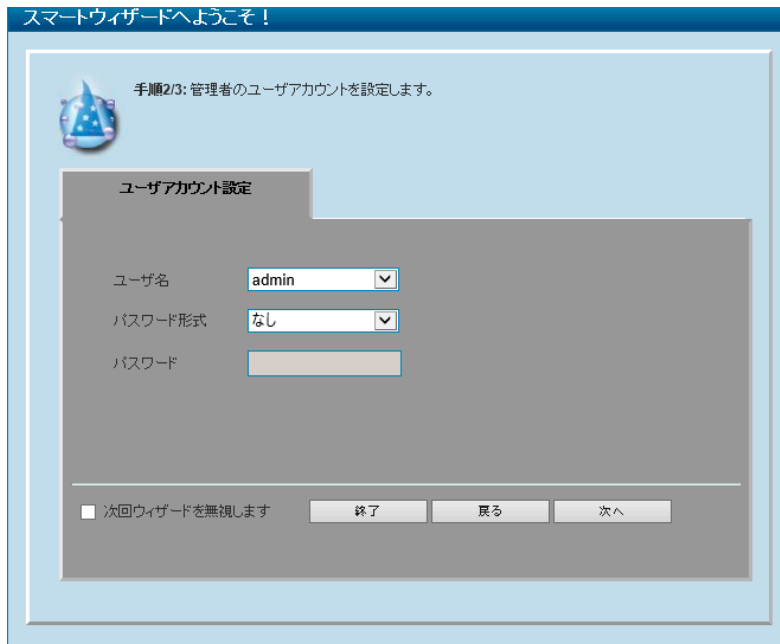 スマートウィザードへようこそ！
手順2/3: 管理者のユーザアカウントを設定します。
ユーザアカウント設定
ユーザ名 admin
パスワード形式 なし
パスワード
次回ウィザードを無視します 終了 戻る 次へ